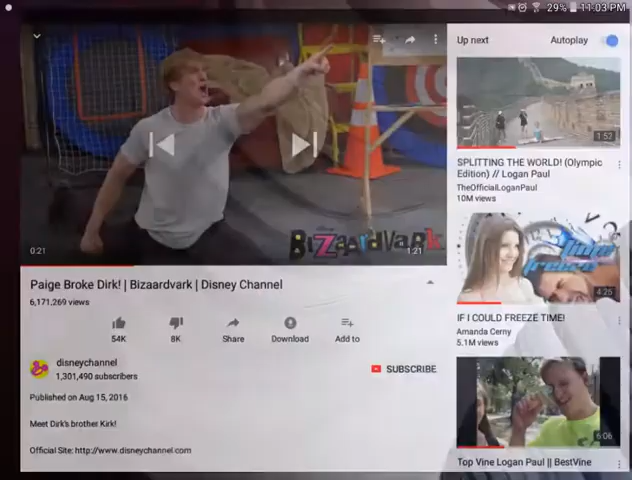 29% 11:03 PM
Up next Autoplay
Disney
BizaardvaRk
0:21 1:21
Paige Broke Dirk! | Bizaardvark | Disney Channel
6,171,269 views
54K 8K Share Download Add to
disneychannel
1,301,490 subscribers
SUBSCRIBE
Published on Aug 15, 2016
Meet Dirk's brother Kirk!
Official Site: http://www.disneychannel.com
1:52
SPLITTING THE WORLD! (Olympic
Edition) // Logan Paul
TheOfficialLoganPaul
10M views
time
freeze
4:25
IF I COULD FREEZE TIME!
Amanda Cerny
5.1M views
6:06
Top Vine Logan Paul || BestVine